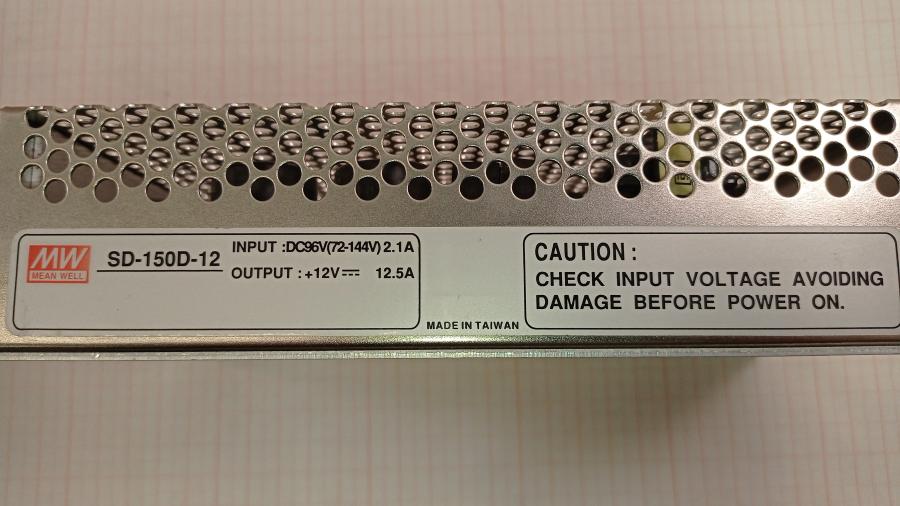 MW
MEAN WELL
SD-150D-12
INPUT :DC96V(72-144V) 2.1A
OUTPUT : +12V⎓ 12.5A
MADE IN TAIWAN
CAUTION :
CHECK INPUT VOLTAGE AVOIDING
DAMAGE BEFORE POWER ON.